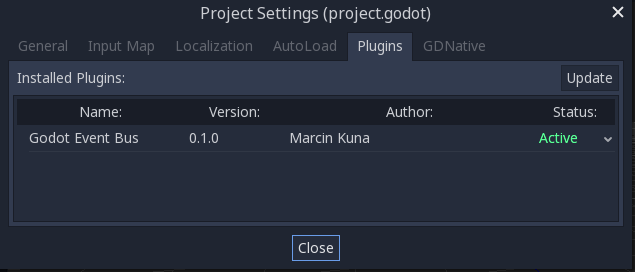 Project Settings (project.godot)
General Input Map Localization AutoLoad Plugins GDNative
Installed Plugins: Update
Name: Version: Author: Status:
Godot Event Bus 0.1.0 Marcin Kuna Active
Close